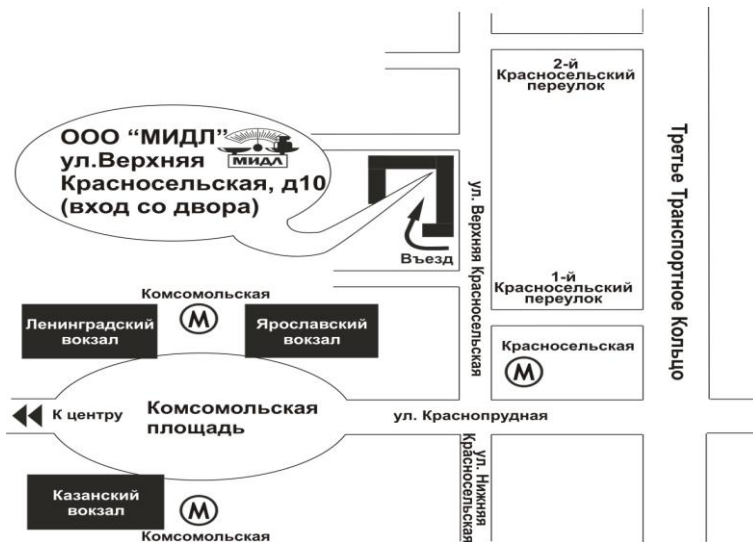 2-й
Красносельский
переулок
ООО “МИДЛ”
МИДЛ
ул.Верхняя
Красносельская, д10
(вход со двора)
Третье Транспортное Кольцо
ул. Верхняя Красносельская
Въезд
1-й
Красносельский
переулок
Комсомольская
М
Ленинградский
вокзал
Ярославский
вокзал
Красносельская
М
К центру
Комсомольская
площадь
ул. Краснопрудная
ул. Нижняя
Красносельская
Казанский
вокзал
М
Комсомольская